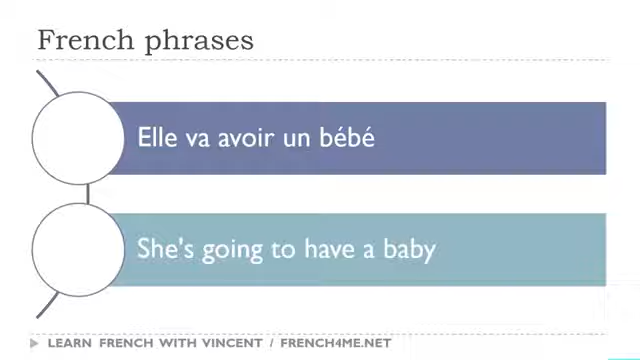 French phrases
Elle va avoir un bébé
She's going to have a baby
LEARN FRENCH WITH VINCENT / FRENCH4ME.NET